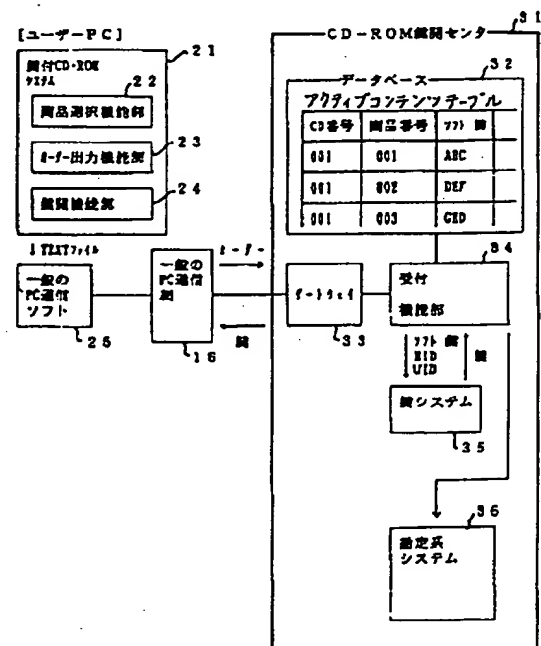 [ユーザーPC]
21
鍵付CD・ROM
システム
22
商品選択機能部
23
オーダー出力機能部
24
鍵開機能部
↓TEXTファイル
一般の
PC通信
ソフト
25
一般の
PC通信
網
16
オーダー
鍵
31
CD-ROM鍵開センタ
32
データベース
アクティブコンテンツテーブル
CD番号 商品番号 ソフト鍵
001 001 ABC
001 002 DEF
001 003 GED
34
ゲートウェイ
33
受付
機能部
ソフト鍵
HID
UID
鍵
鍵システム
35
36
勘定系
システム